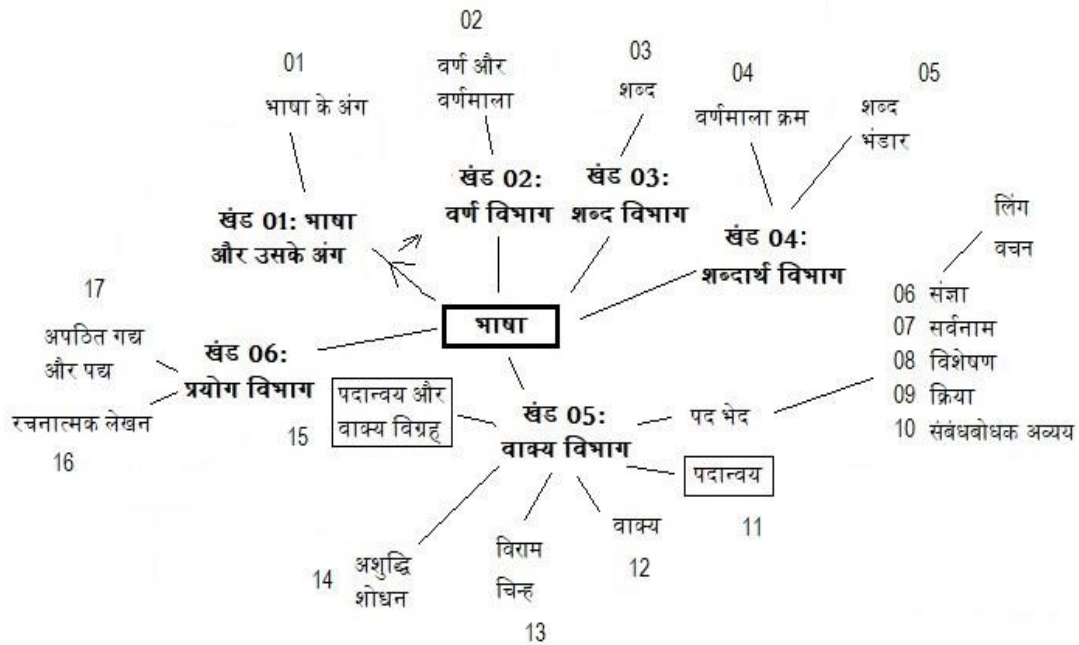 01
भाषा के अंग
खंड 01: भाषा
और उसके अंग
02
वर्ण और
वर्णमाला
खंड 02:
वर्ण विभाग
03
शब्द
खंड 03:
शब्द विभाग
04
वर्णमाला क्रम
05
शब्द
भंडार
खंड 04:
शब्दार्थ विभाग
भाषा
लिंग
वचन
06 संज्ञा
07 सर्वनाम
08 विशेषण
09 क्रिया
10 संबंधबोधक अव्यय
पद भेद
खंड 05:
वाक्य विभाग
पदान्वय
11
वाक्य
12
विराम
चिन्ह
13
14 अशुद्धि
शोधन
पदान्वय और
वाक्य विग्रह
15
खंड 06:
प्रयोग विभाग
17
अपठित गद्य
और पद्य
रचनात्मक लेखन
16